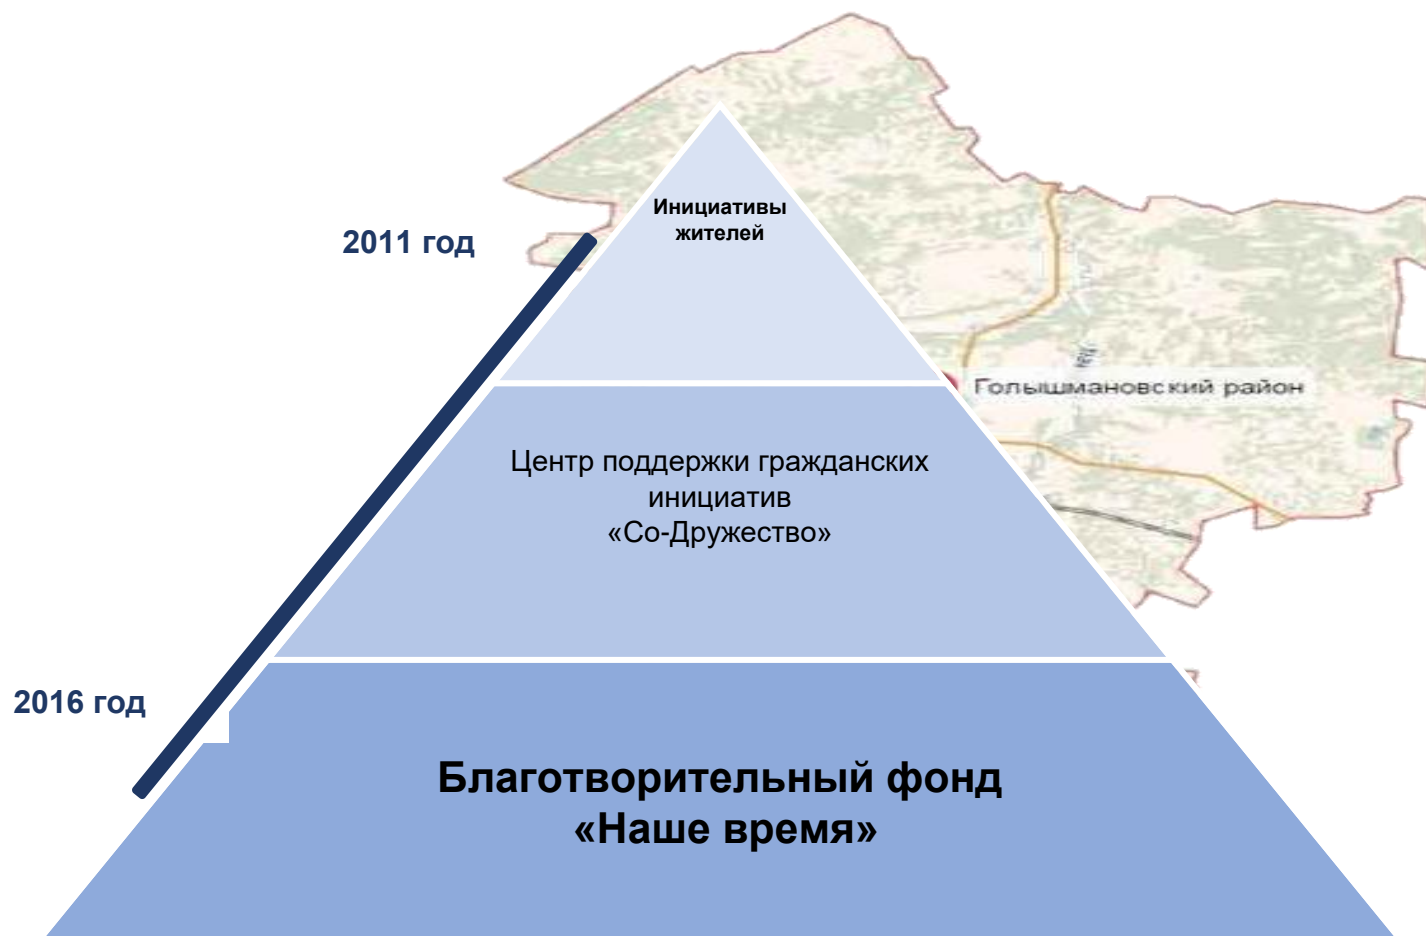 Инициативы
жителей
2011 год
Голышмановский район
Центр поддержки гражданских
инициатив
«Со-Дружество»
2016 год
Благотворительный фонд
«Наше время»